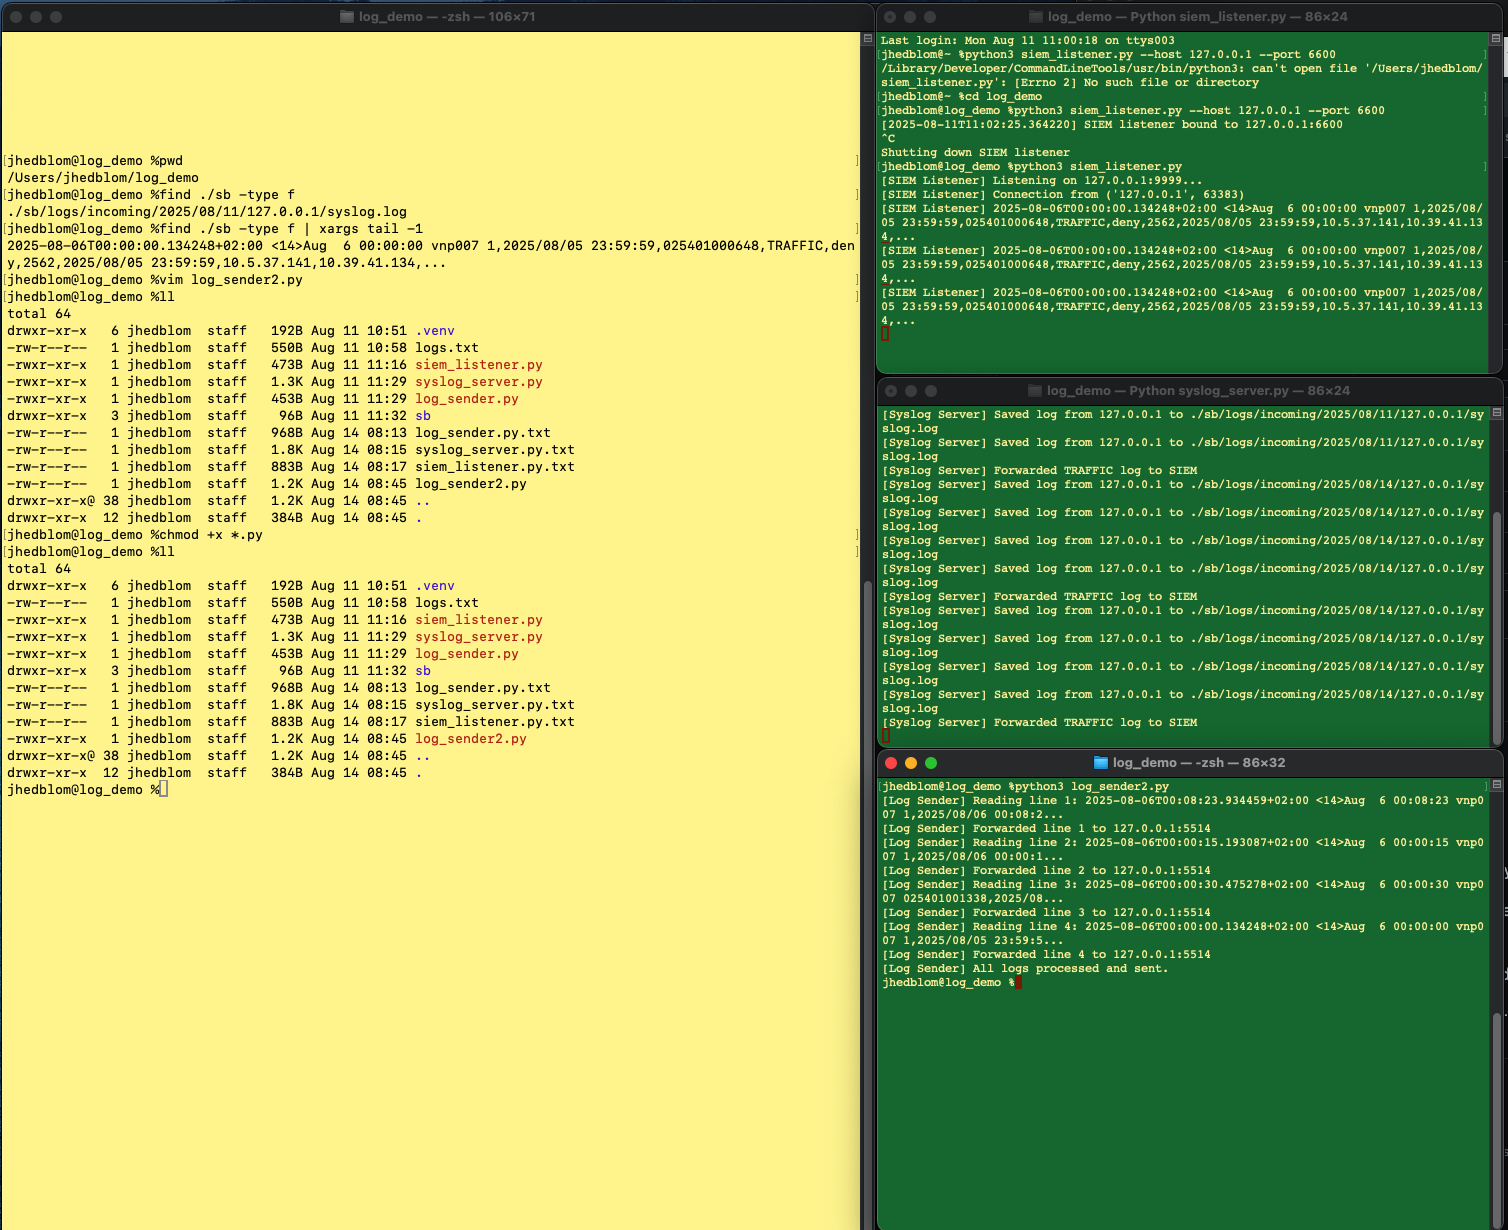 log_demo — -zsh — 106×71
[jhedblom@log_demo %pwd ]
/Users/jhedblom/log_demo
[jhedblom@log_demo %find ./sb -type f ]
./sb/logs/incoming/2025/08/11/127.0.0.1/syslog.log
[jhedblom@log_demo %find ./sb -type f | xargs tail -1 ]
2025-08-06T00:00:00.134248+02:00 <14>Aug  6 00:00:00 vnp007 1,2025/08/05 23:59:59,025401000648,TRAFFIC,den
y,2562,2025/08/05 23:59:59,10.5.37.141,10.39.41.134,...
[jhedblom@log_demo %vim log_sender2.py ]
[jhedblom@log_demo %ll ]
total 64
drwxr-xr-x   6 jhedblom  staff   192B Aug 11 10:51 .venv
-rw-r--r--   1 jhedblom  staff   550B Aug 11 10:58 logs.txt
-rwxr-xr-x   1 jhedblom  staff   473B Aug 11 11:16 siem_listener.py
-rwxr-xr-x   1 jhedblom  staff   1.3K Aug 11 11:29 syslog_server.py
-rwxr-xr-x   1 jhedblom  staff   453B Aug 11 11:29 log_sender.py
drwxr-xr-x   3 jhedblom  staff    96B Aug 11 11:32 sb
-rw-r--r--   1 jhedblom  staff   968B Aug 14 08:13 log_sender.py.txt
-rw-r--r--   1 jhedblom  staff   1.8K Aug 14 08:15 syslog_server.py.txt
-rw-r--r--   1 jhedblom  staff   883B Aug 14 08:17 siem_listener.py.txt
-rw-r--r--   1 jhedblom  staff   1.2K Aug 14 08:45 log_sender2.py
drwxr-xr-x@ 38 jhedblom  staff   1.2K Aug 14 08:45 ..
drwxr-xr-x  12 jhedblom  staff   384B Aug 14 08:45 .
[jhedblom@log_demo %chmod +x *.py ]
[jhedblom@log_demo %ll ]
total 64
drwxr-xr-x   6 jhedblom  staff   192B Aug 11 10:51 .venv
-rw-r--r--   1 jhedblom  staff   550B Aug 11 10:58 logs.txt
-rwxr-xr-x   1 jhedblom  staff   473B Aug 11 11:16 siem_listener.py
-rwxr-xr-x   1 jhedblom  staff   1.3K Aug 11 11:29 syslog_server.py
-rwxr-xr-x   1 jhedblom  staff   453B Aug 11 11:29 log_sender.py
drwxr-xr-x   3 jhedblom  staff    96B Aug 11 11:32 sb
-rw-r--r--   1 jhedblom  staff   968B Aug 14 08:13 log_sender.py.txt
-rw-r--r--   1 jhedblom  staff   1.8K Aug 14 08:15 syslog_server.py.txt
-rw-r--r--   1 jhedblom  staff   883B Aug 14 08:17 siem_listener.py.txt
-rwxr-xr-x   1 jhedblom  staff   1.2K Aug 14 08:45 log_sender2.py
drwxr-xr-x@ 38 jhedblom  staff   1.2K Aug 14 08:45 ..
drwxr-xr-x  12 jhedblom  staff   384B Aug 14 08:45 .
jhedblom@log_demo %
log_demo — Python siem_listener.py — 86×24
Last login: Mon Aug 11 11:00:18 on ttys003
[jhedblom@~ %python3 siem_listener.py --host 127.0.0.1 --port 6600 ]
/Library/Developer/CommandLineTools/usr/bin/python3: can't open file '/Users/jhedblom/
siem_listener.py': [Errno 2] No such file or directory
[jhedblom@~ %cd log_demo ]
[jhedblom@log_demo %python3 siem_listener.py --host 127.0.0.1 --port 6600 ]
[2025-08-11T11:02:25.364220] SIEM listener bound to 127.0.0.1:6600
^C
Shutting down SIEM listener
[jhedblom@log_demo %python3 siem_listener.py ]
[SIEM Listener] Listening on 127.0.0.1:9999...
[SIEM Listener] Connection from ('127.0.0.1', 63383)
[SIEM Listener] 2025-08-06T00:00:00.134248+02:00 <14>Aug  6 00:00:00 vnp007 1,2025/08/
05 23:59:59,025401000648,TRAFFIC,deny,2562,2025/08/05 23:59:59,10.5.37.141,10.39.41.13
4,...
[SIEM Listener] 2025-08-06T00:00:00.134248+02:00 <14>Aug  6 00:00:00 vnp007 1,2025/08/
05 23:59:59,025401000648,TRAFFIC,deny,2562,2025/08/05 23:59:59,10.5.37.141,10.39.41.13
4,...
[SIEM Listener] 2025-08-06T00:00:00.134248+02:00 <14>Aug  6 00:00:00 vnp007 1,2025/08/
05 23:59:59,025401000648,TRAFFIC,deny,2562,2025/08/05 23:59:59,10.5.37.141,10.39.41.13
4,...
log_demo — Python syslog_server.py — 86×24
[Syslog Server] Saved log from 127.0.0.1 to ./sb/logs/incoming/2025/08/11/127.0.0.1/sy
slog.log
[Syslog Server] Saved log from 127.0.0.1 to ./sb/logs/incoming/2025/08/11/127.0.0.1/sy
slog.log
[Syslog Server] Forwarded TRAFFIC log to SIEM
[Syslog Server] Saved log from 127.0.0.1 to ./sb/logs/incoming/2025/08/14/127.0.0.1/sy
slog.log
[Syslog Server] Saved log from 127.0.0.1 to ./sb/logs/incoming/2025/08/14/127.0.0.1/sy
slog.log
[Syslog Server] Saved log from 127.0.0.1 to ./sb/logs/incoming/2025/08/14/127.0.0.1/sy
slog.log
[Syslog Server] Saved log from 127.0.0.1 to ./sb/logs/incoming/2025/08/14/127.0.0.1/sy
slog.log
[Syslog Server] Forwarded TRAFFIC log to SIEM
[Syslog Server] Saved log from 127.0.0.1 to ./sb/logs/incoming/2025/08/14/127.0.0.1/sy
slog.log
[Syslog Server] Saved log from 127.0.0.1 to ./sb/logs/incoming/2025/08/14/127.0.0.1/sy
slog.log
[Syslog Server] Saved log from 127.0.0.1 to ./sb/logs/incoming/2025/08/14/127.0.0.1/sy
slog.log
[Syslog Server] Saved log from 127.0.0.1 to ./sb/logs/incoming/2025/08/14/127.0.0.1/sy
slog.log
[Syslog Server] Forwarded TRAFFIC log to SIEM
log_demo — -zsh — 86×32
[jhedblom@log_demo %python3 log_sender2.py ]
[Log Sender] Reading line 1: 2025-08-06T00:08:23.934459+02:00 <14>Aug  6 00:08:23 vnp0
07 1,2025/08/06 00:08:2...
[Log Sender] Forwarded line 1 to 127.0.0.1:5514
[Log Sender] Reading line 2: 2025-08-06T00:00:15.193087+02:00 <14>Aug  6 00:00:15 vnp0
07 1,2025/08/06 00:00:1...
[Log Sender] Forwarded line 2 to 127.0.0.1:5514
[Log Sender] Reading line 3: 2025-08-06T00:00:30.475278+02:00 <14>Aug  6 00:00:30 vnp0
07 025401001338,2025/08...
[Log Sender] Forwarded line 3 to 127.0.0.1:5514
[Log Sender] Reading line 4: 2025-08-06T00:00:00.134248+02:00 <14>Aug  6 00:00:00 vnp0
07 1,2025/08/05 23:59:5...
[Log Sender] Forwarded line 4 to 127.0.0.1:5514
[Log Sender] All logs processed and sent.
jhedblom@log_demo %